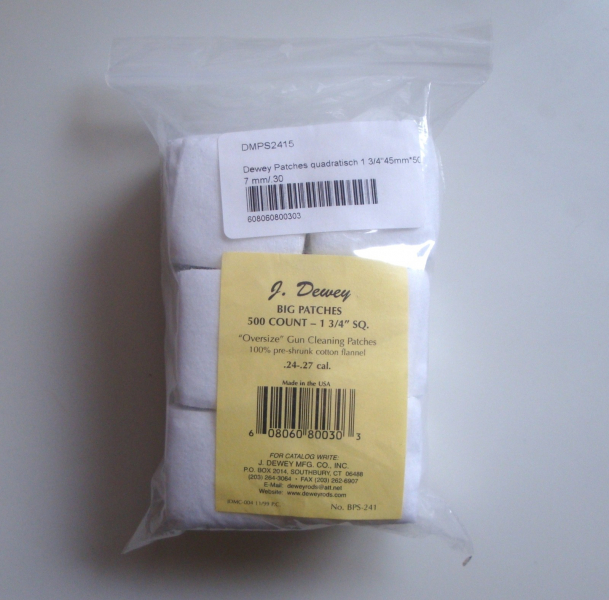 DMPS2415
Dewey Patches quadratisch 1 3/4"45mm*50
7 mm/.30
608060800303
J. Dewey
BIG PATCHES
500 COUNT – 1 3/4" SQ.
"Oversize" Gun Cleaning Patches
100% pre-shrunk cotton flannel
.24-.27 cal.
Made in the USA
6 08060 80030 3
FOR CATALOG WRITE:
J. DEWEY MFG. CO., INC.
P.O. BOX 2014, SOUTHBURY, CT 06488
(203) 264-3064 • FAX (203) 262-6907
E-Mail: deweyrods@att.net
Website: www.deweyrods.com
No. BPS-241